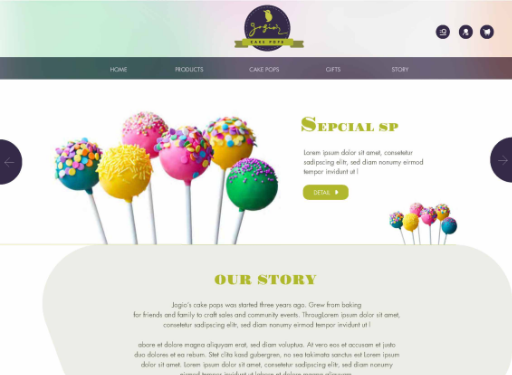 Jogio's
CAKE POPS
HOME PRODUCTS CAKE POPS GIFTS STORY
SEPCIAL SP
Lorem ipsum dolor sit amet, consetetur
sadipscing elitr, sed diam nonumy eirmod
tempor invidunt ut !
DETAIL
OUR STORY
Jogio's cake pops was started three years ago. Grew from baking
for friends and family to craft sales and community events. ThrougLorem ipsum dolor sit amet,
consetetur sadipscing elitr, sed diam nonumy eirmod tempor invidunt ut !
abore et dolore magna aliquyam erat, sed diam voluptua. At vero eos et accusam et justo
duo dolores et ea rebum. Stet clita kasd gubergren, no sea takimata sanctus est Lorem ipsum
dolor sit amet. Lorem ipsum dolor sit amet, consetetur sadipscing elitr, sed diam nonumy